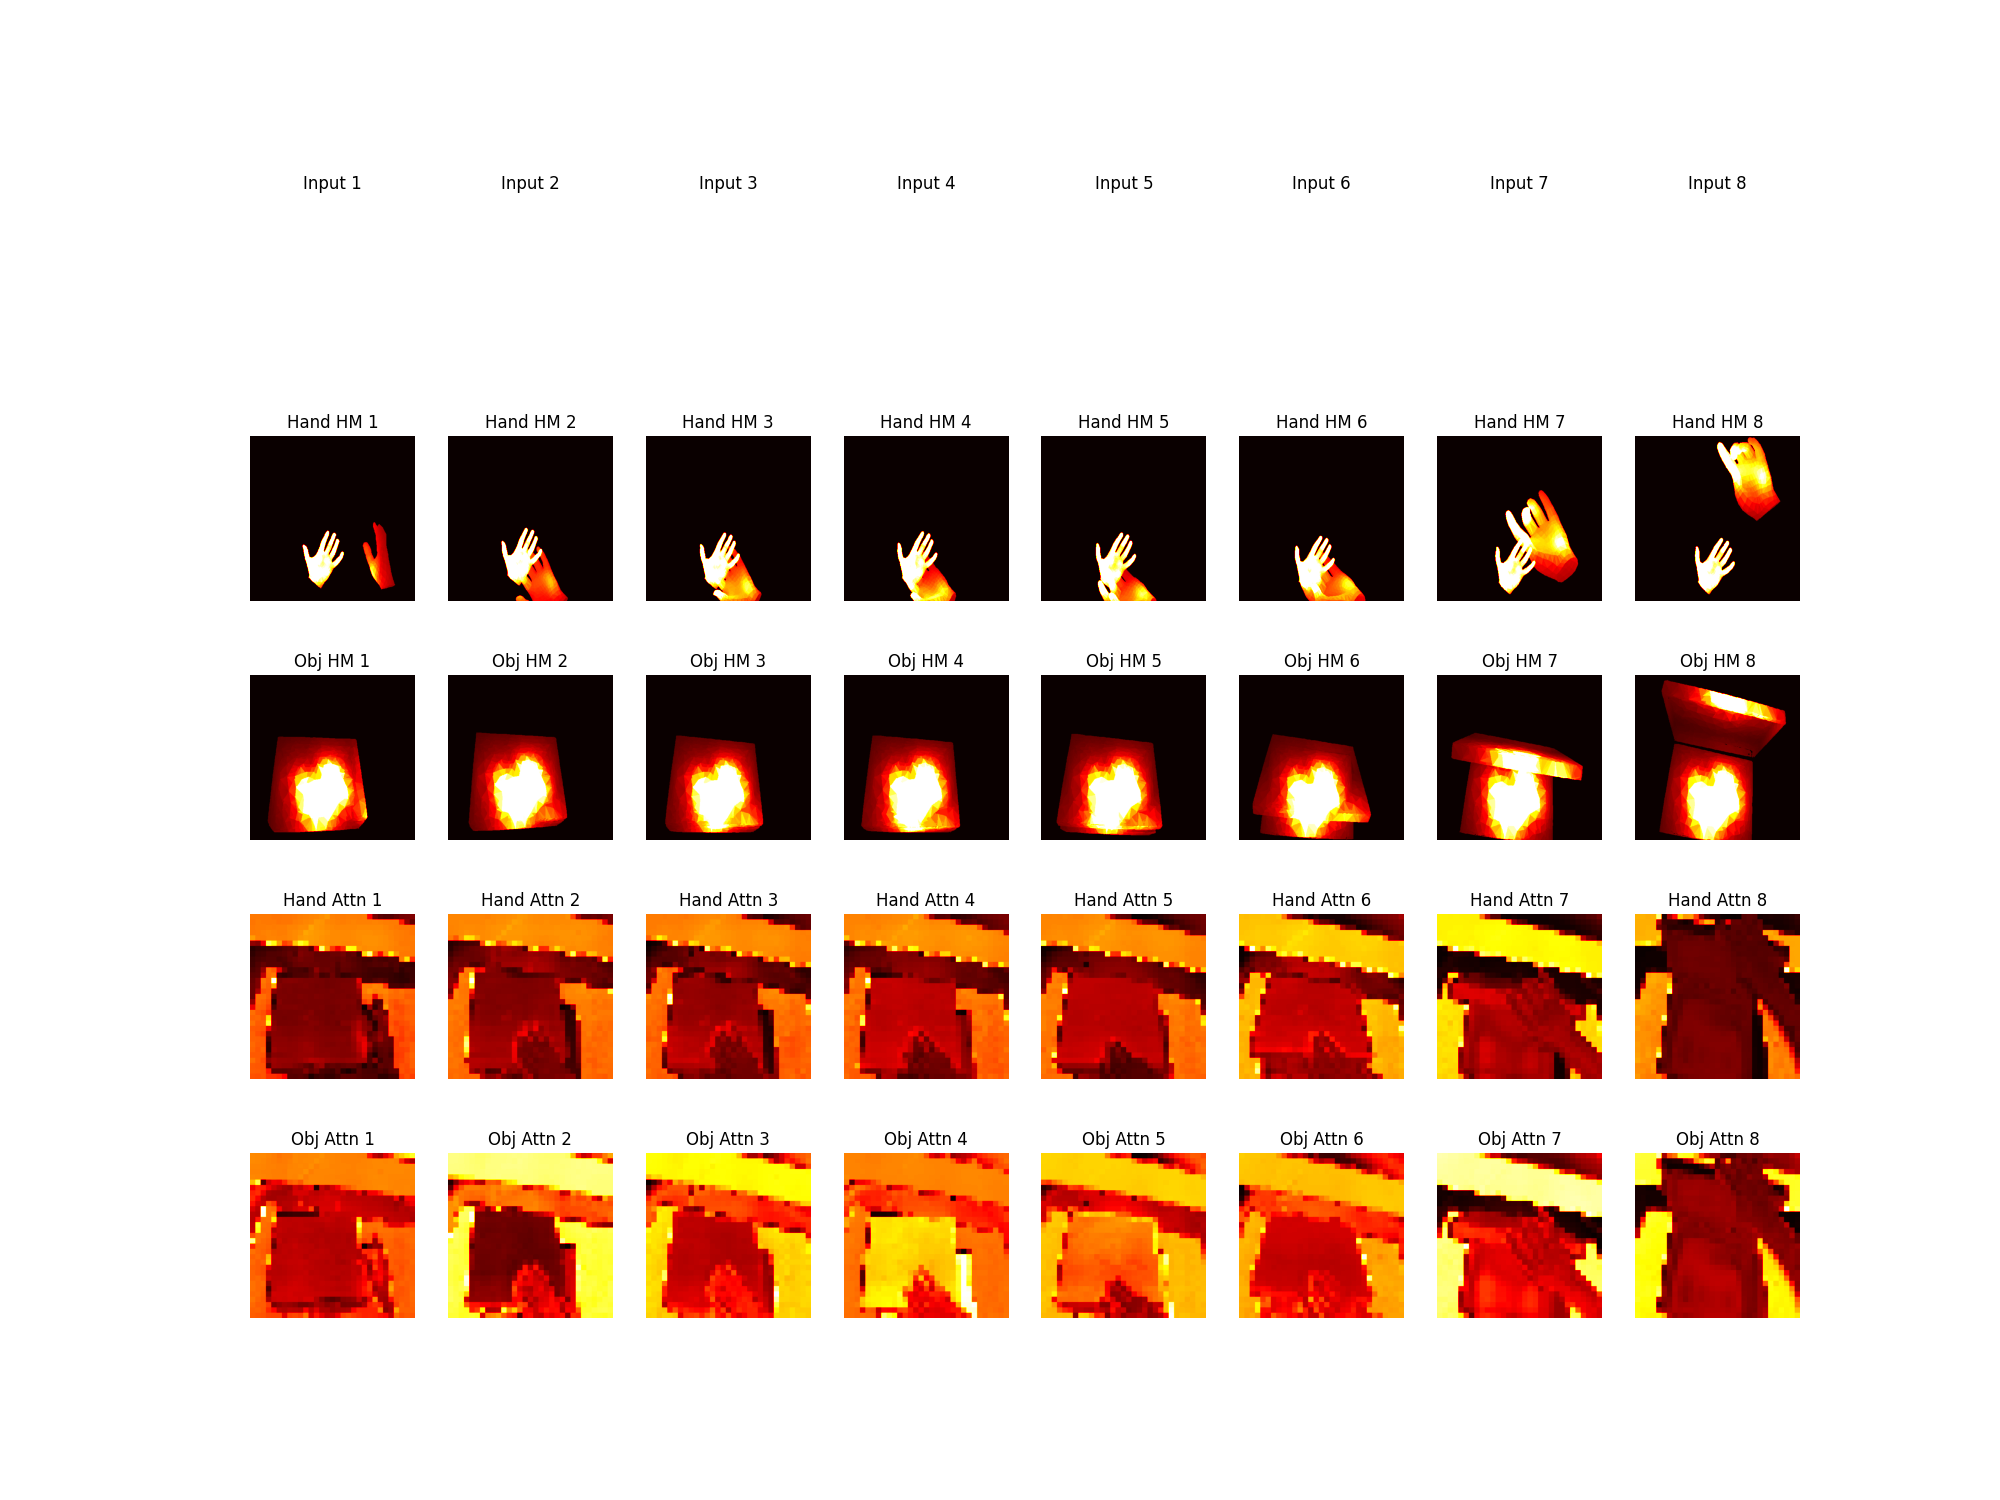 Input 1 Input 2 Input 3 Input 4 Input 5 Input 6 Input 7 Input 8
Hand HM 1 Hand HM 2 Hand HM 3 Hand HM 4 Hand HM 5 Hand HM 6 Hand HM 7 Hand HM 8
Obj HM 1 Obj HM 2 Obj HM 3 Obj HM 4 Obj HM 5 Obj HM 6 Obj HM 7 Obj HM 8
Hand Attn 1 Hand Attn 2 Hand Attn 3 Hand Attn 4 Hand Attn 5 Hand Attn 6 Hand Attn 7 Hand Attn 8
Obj Attn 1 Obj Attn 2 Obj Attn 3 Obj Attn 4 Obj Attn 5 Obj Attn 6 Obj Attn 7 Obj Attn 8